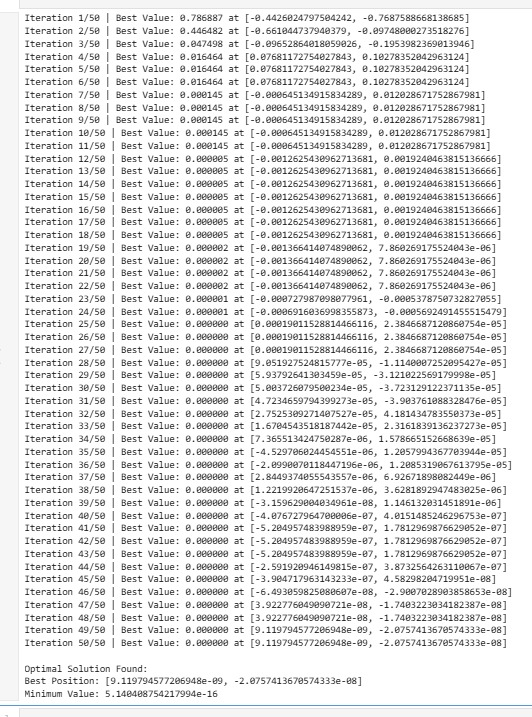 Iteration 1/50 | Best Value: 0.786887 at [-0.4426024797504242, -0.7687588668138685]
Iteration 2/50 | Best Value: 0.446482 at [-0.661044737940379, -0.09748000273518276]
Iteration 3/50 | Best Value: 0.047498 at [-0.09652864018059026, -0.1953982369013946]
Iteration 4/50 | Best Value: 0.016464 at [0.07681172754027843, 0.10278352042963124]
Iteration 5/50 | Best Value: 0.016464 at [0.07681172754027843, 0.10278352042963124]
Iteration 6/50 | Best Value: 0.016464 at [0.07681172754027843, 0.10278352042963124]
Iteration 7/50 | Best Value: 0.000145 at [-0.000645134915834289, 0.012028671752867981]
Iteration 8/50 | Best Value: 0.000145 at [-0.000645134915834289, 0.012028671752867981]
Iteration 9/50 | Best Value: 0.000145 at [-0.000645134915834289, 0.012028671752867981]
Iteration 10/50 | Best Value: 0.000145 at [-0.000645134915834289, 0.012028671752867981]
Iteration 11/50 | Best Value: 0.000145 at [-0.000645134915834289, 0.012028671752867981]
Iteration 12/50 | Best Value: 0.000005 at [-0.0012625430962713681, 0.0019240463815136666]
Iteration 13/50 | Best Value: 0.000005 at [-0.0012625430962713681, 0.0019240463815136666]
Iteration 14/50 | Best Value: 0.000005 at [-0.0012625430962713681, 0.0019240463815136666]
Iteration 15/50 | Best Value: 0.000005 at [-0.0012625430962713681, 0.0019240463815136666]
Iteration 16/50 | Best Value: 0.000005 at [-0.0012625430962713681, 0.0019240463815136666]
Iteration 17/50 | Best Value: 0.000005 at [-0.0012625430962713681, 0.0019240463815136666]
Iteration 18/50 | Best Value: 0.000005 at [-0.0012625430962713681, 0.0019240463815136666]
Iteration 19/50 | Best Value: 0.000002 at [-0.001366414074890062, 7.860269175524043e-06]
Iteration 20/50 | Best Value: 0.000002 at [-0.001366414074890062, 7.860269175524043e-06]
Iteration 21/50 | Best Value: 0.000002 at [-0.001366414074890062, 7.860269175524043e-06]
Iteration 22/50 | Best Value: 0.000002 at [-0.001366414074890062, 7.860269175524043e-06]
Iteration 23/50 | Best Value: 0.000001 at [-0.000727987098077961, -0.0005378750732827055]
Iteration 24/50 | Best Value: 0.000001 at [-0.0006916036998355873, -0.0005692491455515479]
Iteration 25/50 | Best Value: 0.000000 at [0.00019011528814466116, 2.3846687120860754e-05]
Iteration 26/50 | Best Value: 0.000000 at [0.00019011528814466116, 2.3846687120860754e-05]
Iteration 27/50 | Best Value: 0.000000 at [0.00019011528814466116, 2.3846687120860754e-05]
Iteration 28/50 | Best Value: 0.000000 at [9.051927524815777e-05, -1.1140007252095427e-05]
Iteration 29/50 | Best Value: 0.000000 at [5.93792641303459e-05, -3.121022569177998e-05]
Iteration 30/50 | Best Value: 0.000000 at [5.003726079500234e-05, -3.723129122371135e-05]
Iteration 31/50 | Best Value: 0.000000 at [4.7234659794399273e-05, -3.903761088328476e-05]
Iteration 32/50 | Best Value: 0.000000 at [2.7525309271407527e-05, 4.181434783550373e-05]
Iteration 33/50 | Best Value: 0.000000 at [1.6704543518187442e-05, 2.3161839136237273e-05]
Iteration 34/50 | Best Value: 0.000000 at [7.365513424750287e-06, 1.578665152668639e-05]
Iteration 35/50 | Best Value: 0.000000 at [-4.529706024454551e-06, 1.2057994367703944e-05]
Iteration 36/50 | Best Value: 0.000000 at [-2.0990070118447196e-06, 1.2085319067613795e-05]
Iteration 37/50 | Best Value: 0.000000 at [2.8449374055543557e-06, 6.92671898082449e-06]
Iteration 38/50 | Best Value: 0.000000 at [1.2219920647251537e-06, 3.6281892947483025e-06]
Iteration 39/50 | Best Value: 0.000000 at [-3.159629004034961e-08, 1.146132031451891e-06]
Iteration 40/50 | Best Value: 0.000000 at [-4.076727964700006e-07, 4.0151485246296753e-07]
Iteration 41/50 | Best Value: 0.000000 at [-5.204957483988959e-07, 1.7812969876629052e-07]
Iteration 42/50 | Best Value: 0.000000 at [-5.204957483988959e-07, 1.7812969876629052e-07]
Iteration 43/50 | Best Value: 0.000000 at [-5.204957483988959e-07, 1.7812969876629052e-07]
Iteration 44/50 | Best Value: 0.000000 at [-2.591920946149815e-07, 3.8732564263110067e-07]
Iteration 45/50 | Best Value: 0.000000 at [-3.904717963143233e-07, 4.58298204719951e-08]
Iteration 46/50 | Best Value: 0.000000 at [-6.493059825080607e-08, -2.9007028903858653e-08]
Iteration 47/50 | Best Value: 0.000000 at [3.922776049090721e-08, -1.7403223034182387e-08]
Iteration 48/50 | Best Value: 0.000000 at [3.922776049090721e-08, -1.7403223034182387e-08]
Iteration 49/50 | Best Value: 0.000000 at [9.119794577206948e-09, -2.0757413670574333e-08]
Iteration 50/50 | Best Value: 0.000000 at [9.119794577206948e-09, -2.0757413670574333e-08]
Optimal Solution Found:
Best Position: [9.119794577206948e-09, -2.0757413670574333e-08]
Minimum Value: 5.140408754217994e-16